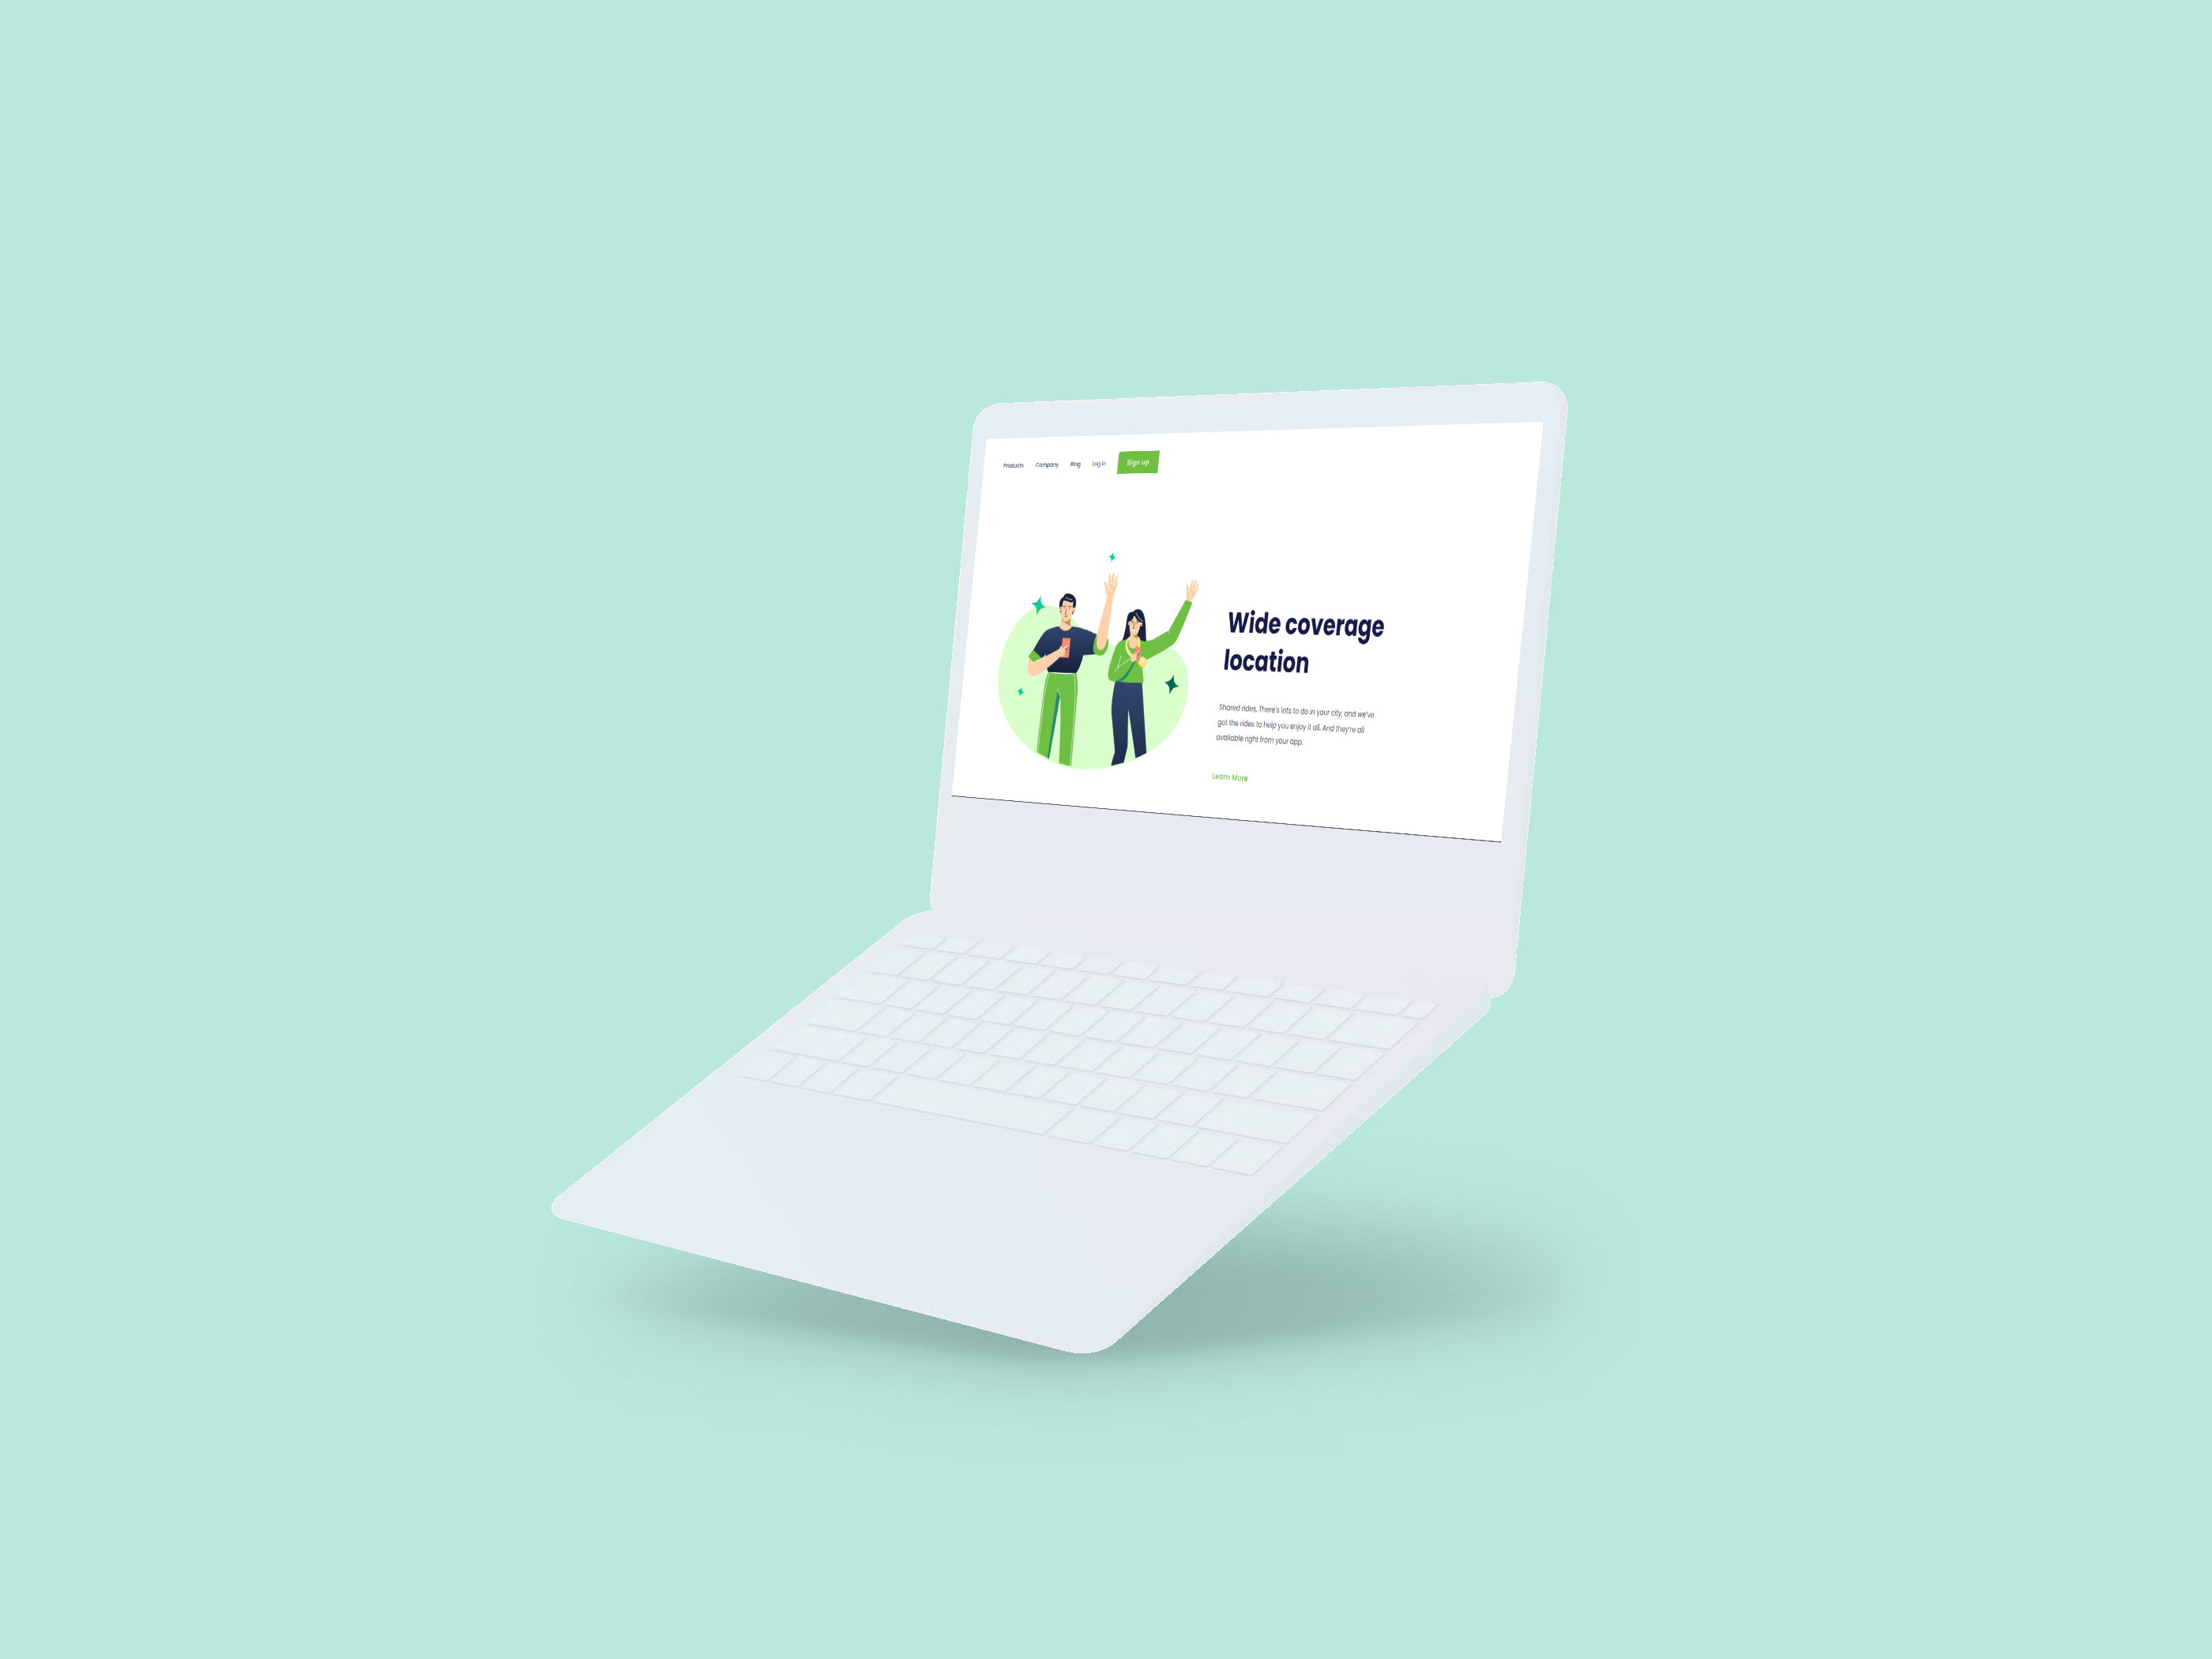 Products Company Blog Log in Sign up
Wide coverage
location
Shared rides, There's lots to do in your city, and we've
got the rides to help you enjoy it all. And they're all
available right from your app.
Learn More